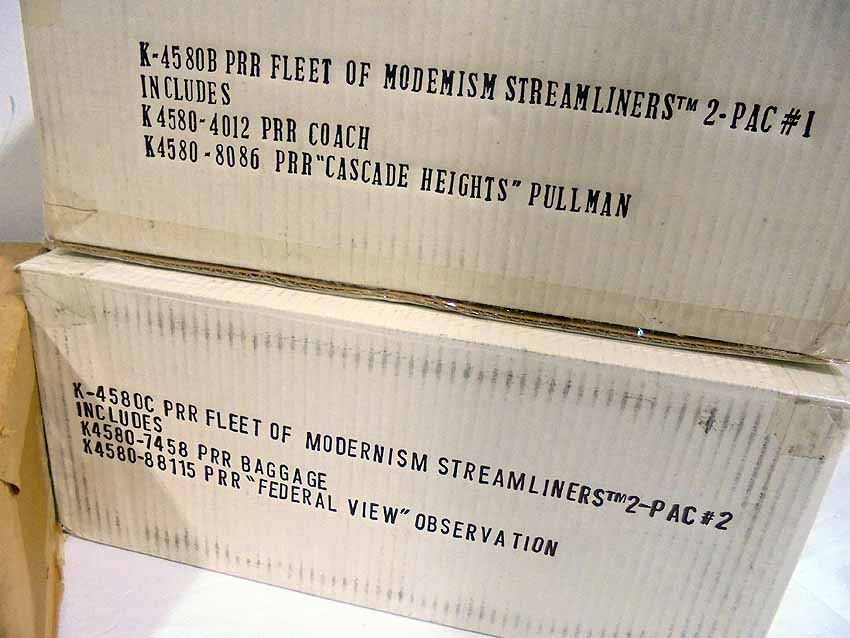 K-4580B PRR FLEET OF MODEMISM STREAMLINERS™ 2-PAC #1
INCLUDES
K4580-4012 PRR COACH
K4580-8086 PRR "CASCADE HEIGHTS" PULLMAN
K-4580C PRR FLEET OF MODERNISM STREAMLINERS™ 2-PAC #2
INCLUDES
K4580-7458 PRR BAGGAGE
K4580-88115 PRR "FEDERAL VIEW" OBSERVATION